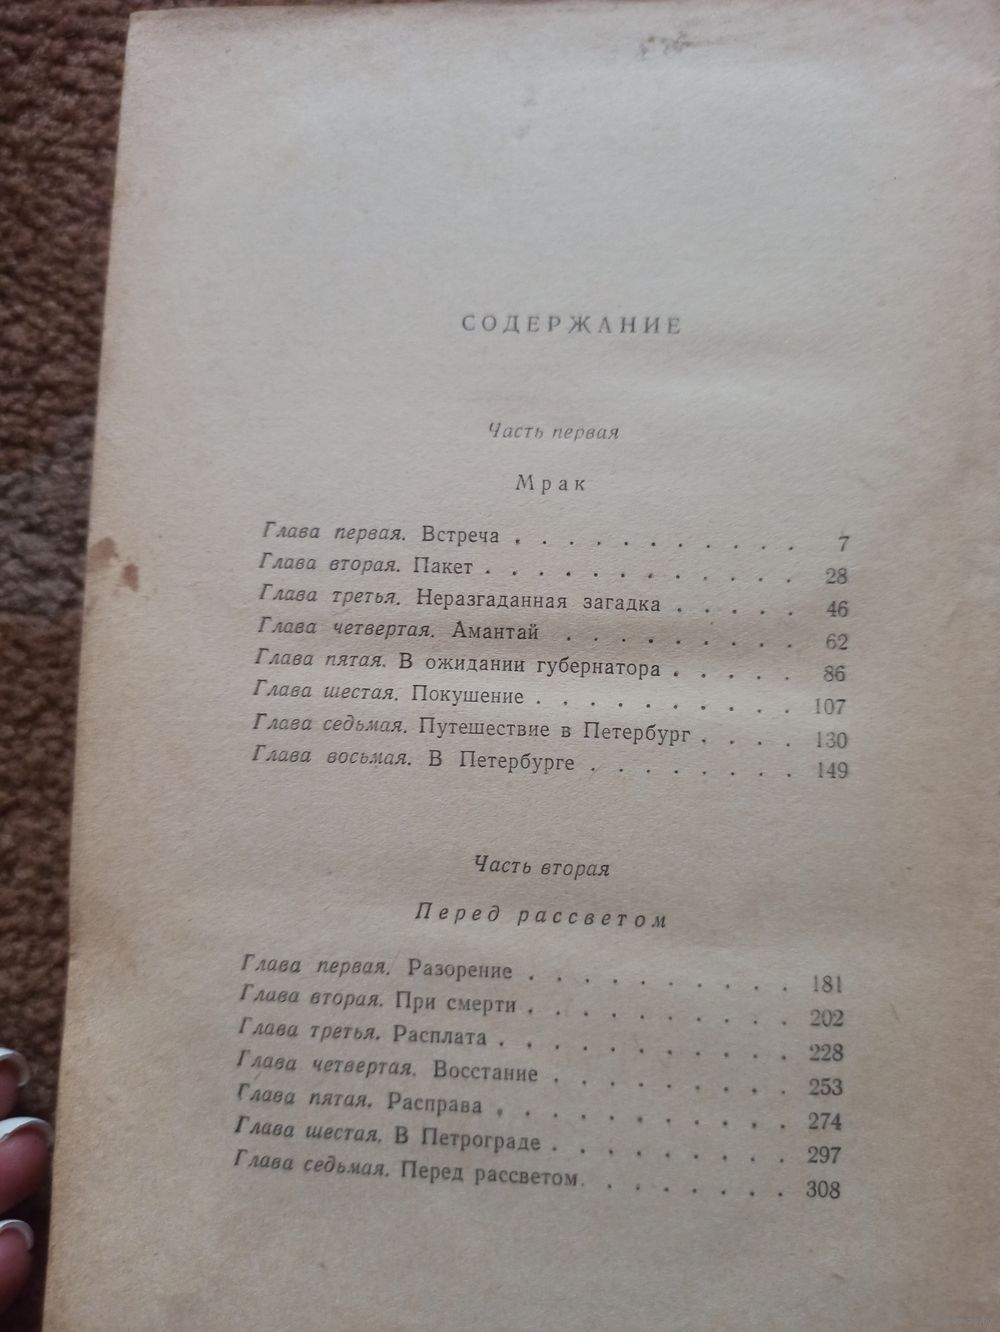 СОДЕРЖАНИЕ
Часть первая
Мрак
Глава первая. Встреча . . . . . . . . . . . 7
Глава вторая. Пакет . . . . . . . . . . . . 28
Глава третья. Неразгаданная загадка . . . . . 46
Глава четвертая. Амантай . . . . . . . . . 62
Глава пятая. В ожидании губернатора . . . . . 86
Глава шестая. Покушение . . . . . . . . . . 107
Глава седьмая. Путешествие в Петербург . . . . 130
Глава восьмая. В Петербурге . . . . . . . . 149
Часть вторая
Перед рассветом
Глава первая. Разорение . . . . . . . . . . 181
Глава вторая. При смерти . . . . . . . . . . 202
Глава третья. Расплата . . . . . . . . . . . 228
Глава четвертая. Восстание . . . . . . . . . 253
Глава пятая. Расправа . . . . . . . . . . . 274
Глава шестая. В Петрограде . . . . . . . . . 297
Глава седьмая. Перед рассветом . . . . . . . . 308